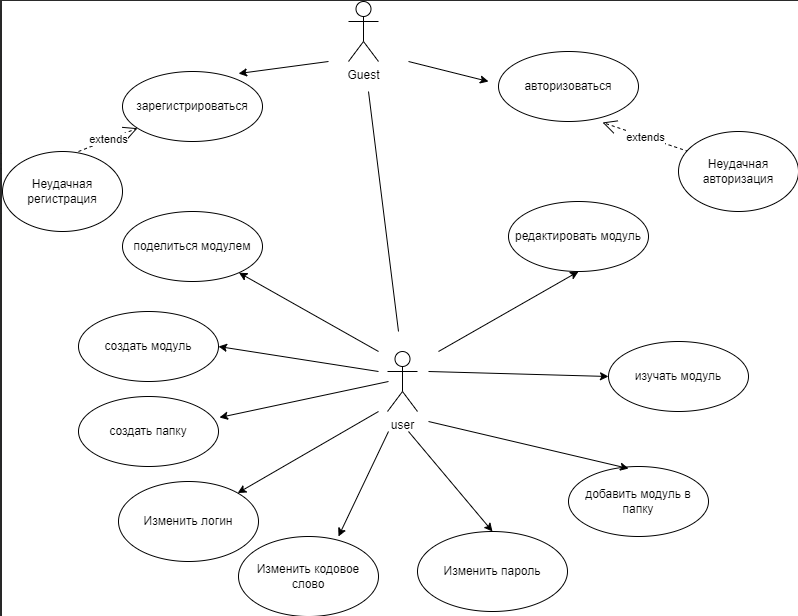 Guest
зарегистрироваться
авторизоваться
extends
extends
Неудачная
регистрация
Неудачная
авторизация
поделиться модулем
редактировать модуль
создать модуль
изучать модуль
создать папку
user
добавить модуль в
папку
Изменить логин
Изменить кодовое
слово
Изменить пароль